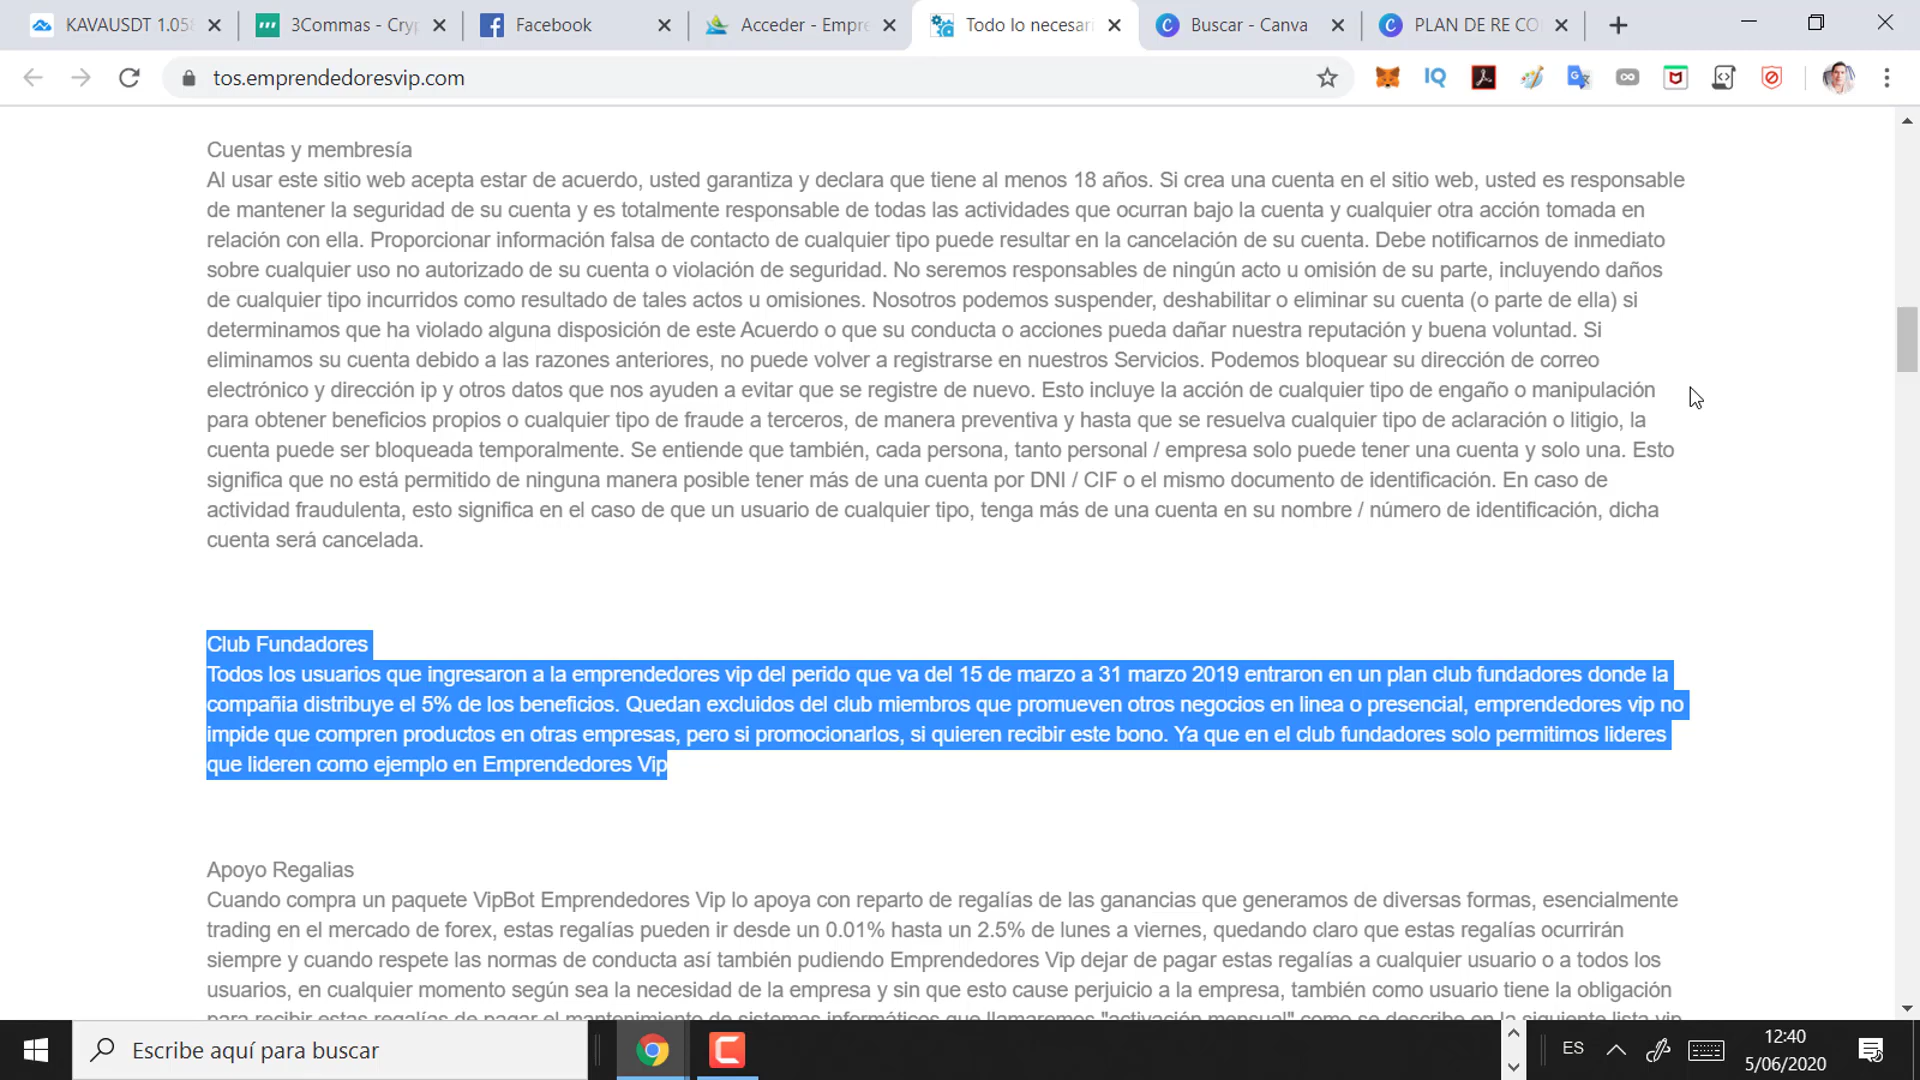 KAVAUSDT 1.05
3Commas - Cryp
Facebook
Acceder - Empre
Todo lo necesari
Buscar - Canva
PLAN DE RE CO
tos.emprendedoresvip.com
Cuentas y membresía
Al usar este sitio web acepta estar de acuerdo, usted garantiza y declara que tiene al menos 18 años. Si crea una cuenta en el sitio web, usted es responsable
de mantener la seguridad de su cuenta y es totalmente responsable de todas las actividades que ocurran bajo la cuenta y cualquier otra acción tomada en
relación con ella. Proporcionar información falsa de contacto de cualquier tipo puede resultar en la cancelación de su cuenta. Debe notificarnos de inmediato
sobre cualquier uso no autorizado de su cuenta o violación de seguridad. No seremos responsables de ningún acto u omisión de su parte, incluyendo daños
de cualquier tipo incurridos como resultado de tales actos u omisiones. Nosotros podemos suspender, deshabilitar o eliminar su cuenta (o parte de ella) si
determinamos que ha violado alguna disposición de este Acuerdo o que su conducta o acciones pueda dañar nuestra reputación y buena voluntad. Si
eliminamos su cuenta debido a las razones anteriores, no puede volver a registrarse en nuestros Servicios. Podemos bloquear su dirección de correo
electrónico y dirección ip y otros datos que nos ayuden a evitar que se registre de nuevo. Esto incluye la acción de cualquier tipo de engaño o manipulación
para obtener beneficios propios o cualquier tipo de fraude a terceros, de manera preventiva y hasta que se resuelva cualquier tipo de aclaración o litigio, la
cuenta puede ser bloqueada temporalmente. Se entiende que también, cada persona, tanto personal / empresa solo puede tener una cuenta y solo una. Esto
significa que no está permitido de ninguna manera posible tener más de una cuenta por DNI / CIF o el mismo documento de identificación. En caso de
actividad fraudulenta, esto significa en el caso de que un usuario de cualquier tipo, tenga más de una cuenta en su nombre / número de identificación, dicha
cuenta será cancelada.
Club Fundadores
Todos los usuarios que ingresaron a la emprendedores vip del perido que va del 15 de marzo a 31 marzo 2019 entraron en un plan club fundadores donde la
compañia distribuye el 5% de los beneficios. Quedan excluidos del club miembros que promueven otros negocios en linea o presencial, emprendedores vip no
impide que compren productos en otras empresas, pero si promocionarlos, si quieren recibir este bono. Ya que en el club fundadores solo permitimos lideres
que lideren como ejemplo en Emprendedores Vip
Apoyo Regalias
Cuando compra un paquete VipBot Emprendedores Vip lo apoya con reparto de regalías de las ganancias que generamos de diversas formas, esencialmente
trading en el mercado de forex, estas regalías pueden ir desde un 0.01% hasta un 2.5% de lunes a viernes, quedando claro que estas regalías ocurrirán
siempre y cuando respete las normas de conducta así también pudiendo Emprendedores Vip dejar de pagar estas regalías a cualquier usuario o a todos los
usuarios, en cualquier momento según sea la necesidad de la empresa y sin que esto cause perjuicio a la empresa, también como usuario tiene la obligación
para recibir estas regalías de pagar el mantenimiento de sistemas informáticos que llamaremos "activación mensual" como se describe en la siguiente lista vip
Escribe aquí para buscar
ES
12:40
5/06/2020